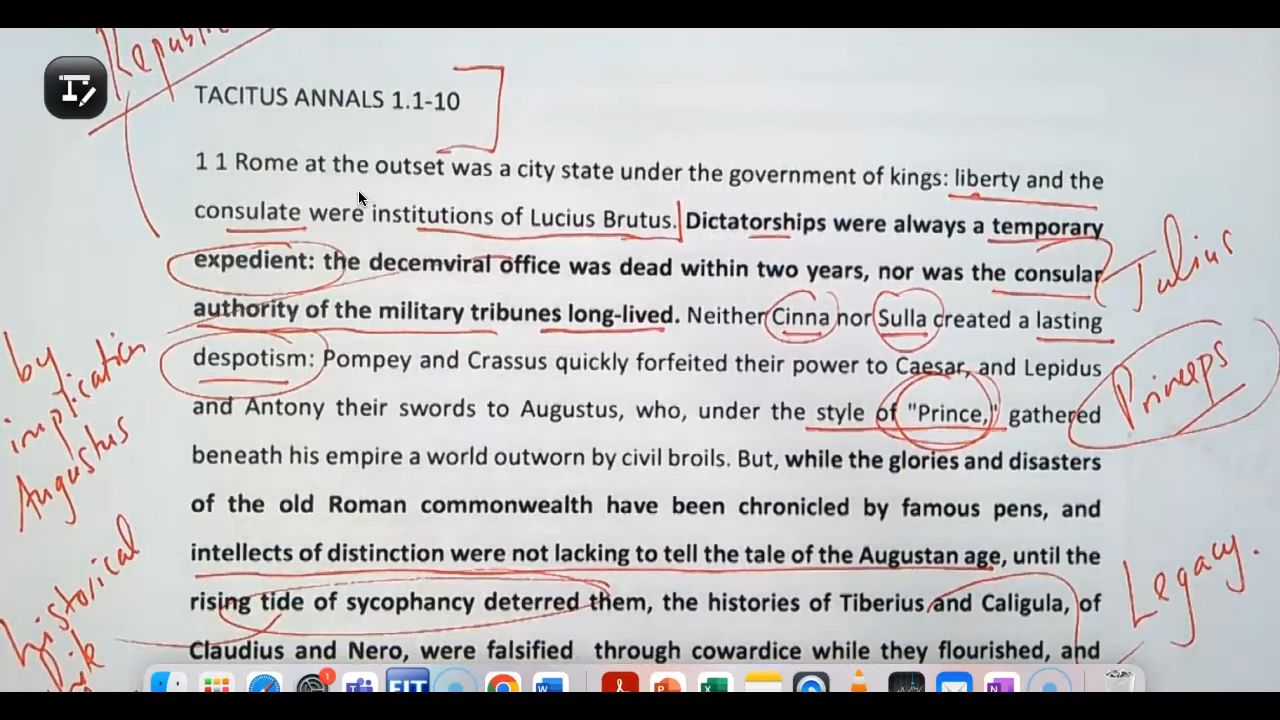 Republic
TACITUS ANNALS 1.1-10
1 1 Rome at the outset was a city state under the government of kings: liberty and the
consulate were institutions of Lucius Brutus. Dictatorships were always a temporary
expedient: the decemviral office was dead within two years, nor was the consular
authority of the military tribunes long-lived. Neither Cinna nor Sulla created a lasting
despotism: Pompey and Crassus quickly forfeited their power to Caesar, and Lepidus
and Antony their swords to Augustus, who, under the style of "Prince," gathered
beneath his empire a world outworn by civil broils. But, while the glories and disasters
of the old Roman commonwealth have been chronicled by famous pens, and
intellects of distinction were not lacking to tell the tale of the Augustan age, until the
rising tide of sycophancy deterred them, the histories of Tiberius and Caligula, of
Claudius and Nero, were falsified through cowardice while they flourished, and
Julius
Princeps
Legacy.
by
implication
Augustus
historical
FIT